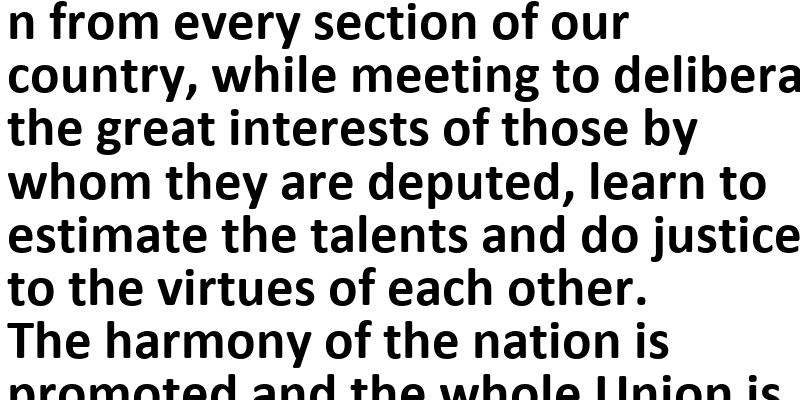 n from every section of our
country, while meeting to delibera
the great interests of those by
whom they are deputed, learn to
estimate the talents and do justice
to the virtues of each other.
The harmony of the nation is
promoted and the whole Union is